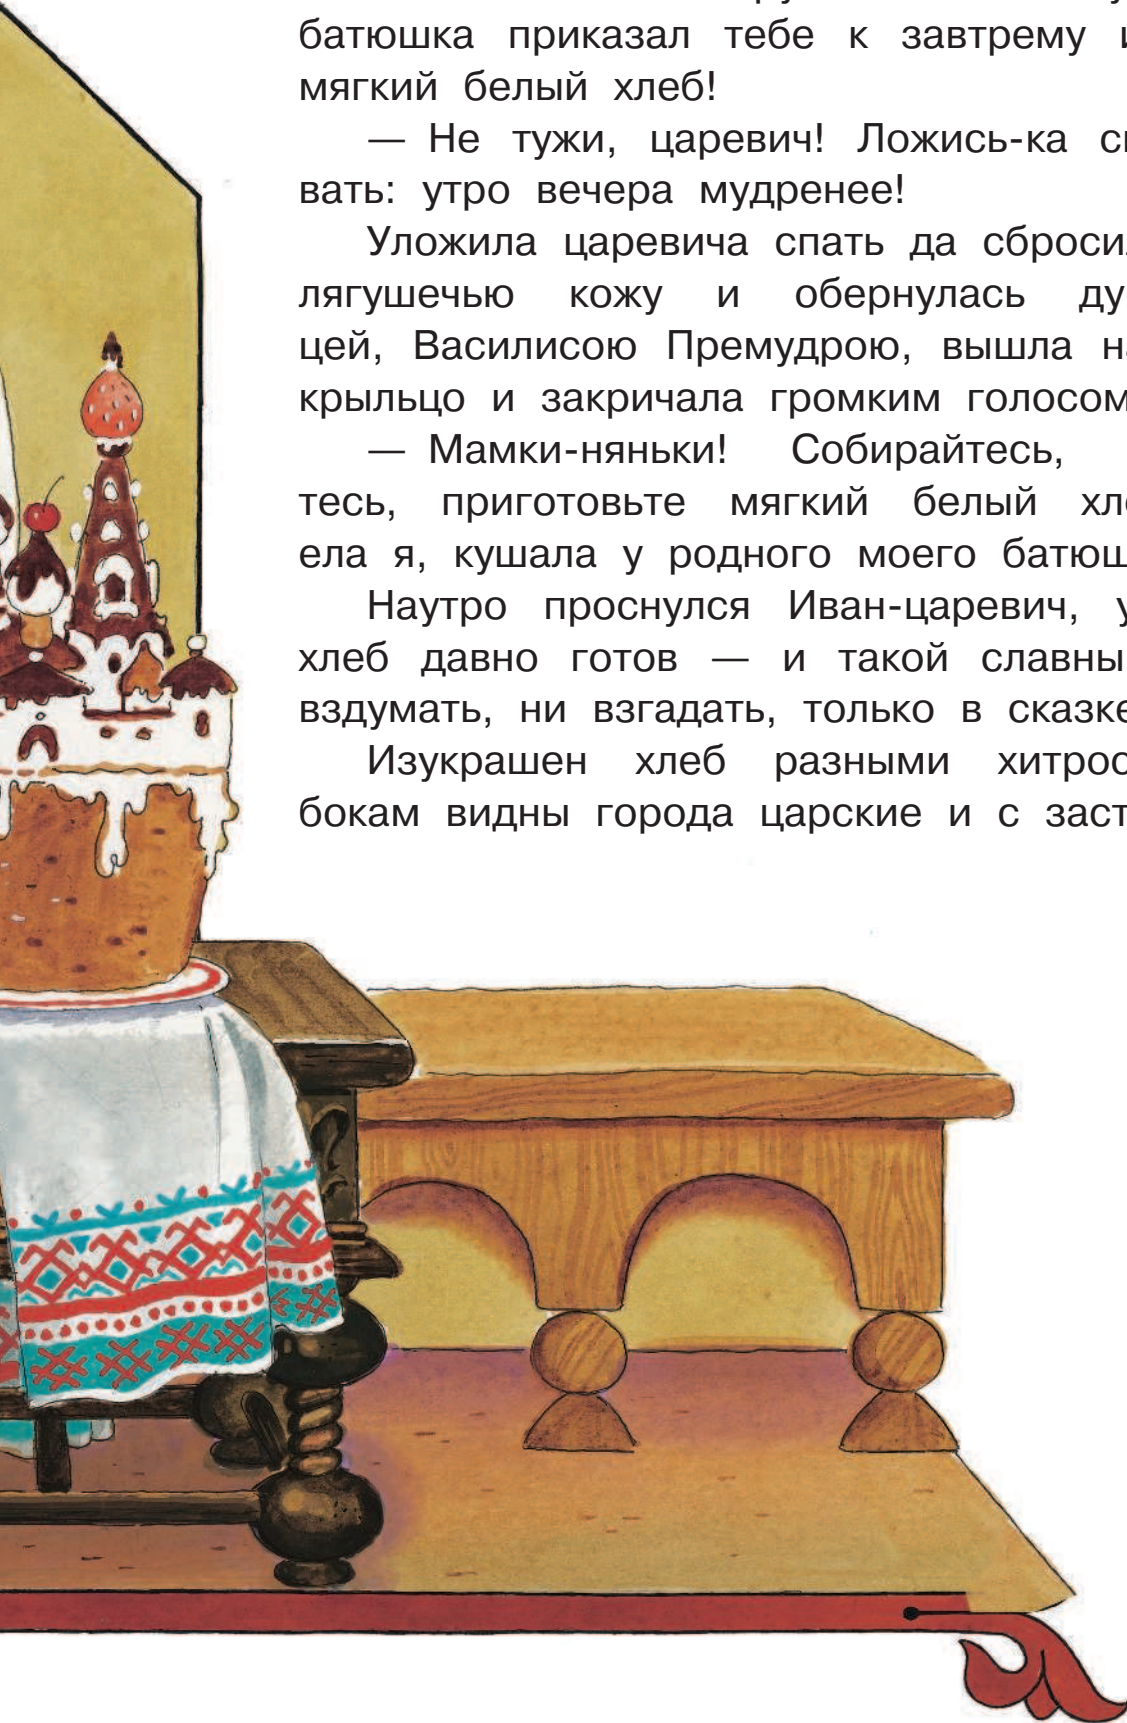 батюшка приказал тебе к завтрему
мягкий белый хлеб!
— Не тужи, царевич! Ложись-ка
вать: утро вечера мудренее!
Уложила царевича спать да
лягушечью кожу и обернулась
цей, Василисою Премудрою, вышла
крыльцо и закричала громким голосом
— Мамки-няньки! Собирайтесь,
тесь, приготовьте мягкий белый
ела я, кушала у родного моего
Наутро проснулся Иван-царевич,
хлеб давно готов — и такой
вздумать, ни взгадать, только в сказке
Изукрашен хлеб разными
бокам видны города царские и с